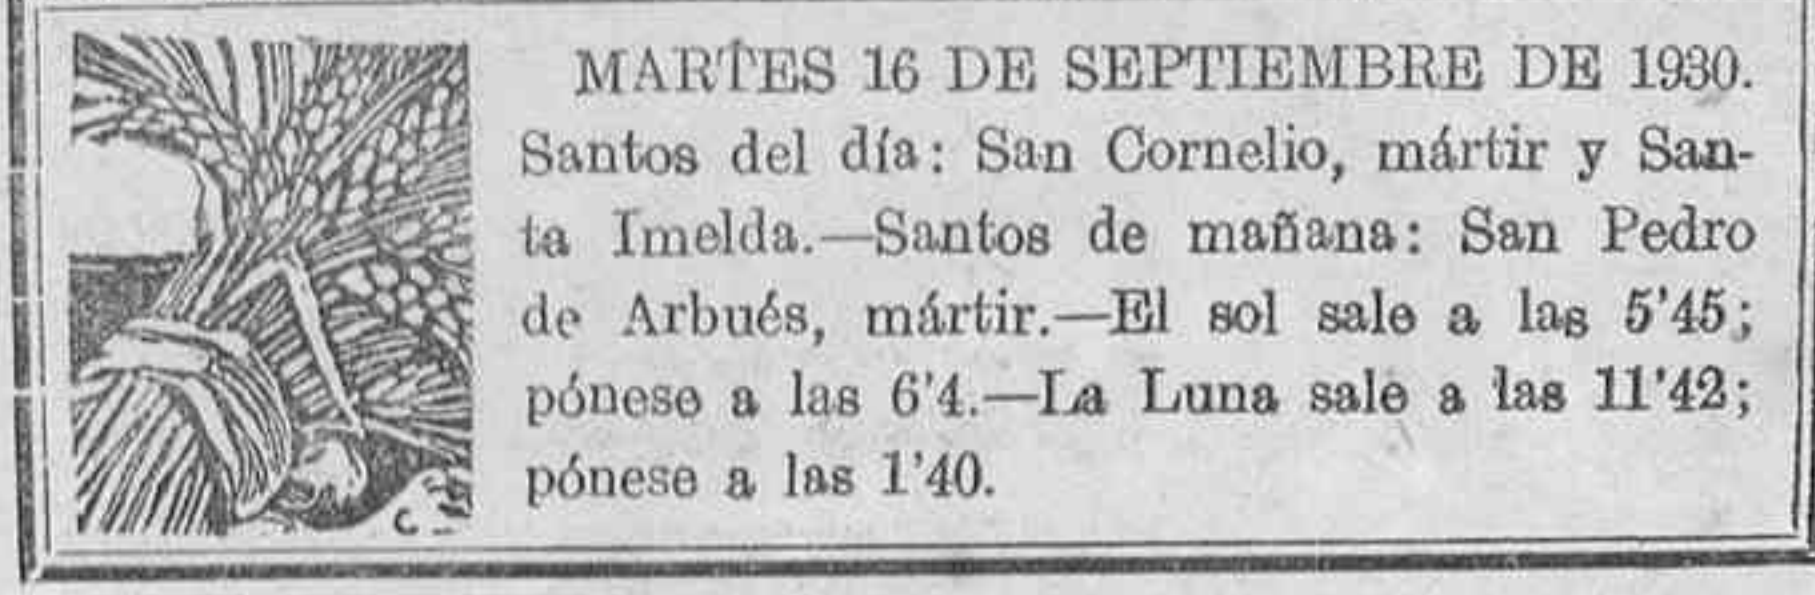 MARTES 16 DE SEPTIEMBRE DE 1930.
Santos del día: San Cornelio, mártir y San-
ta Imelda.—Santos de mañana: San Pedro
de Arbués, mártir.—El sol sale a las 5'45;
pónese a las 6'4.—La Luna sale a las 11'42;
pónese a las 1'40.